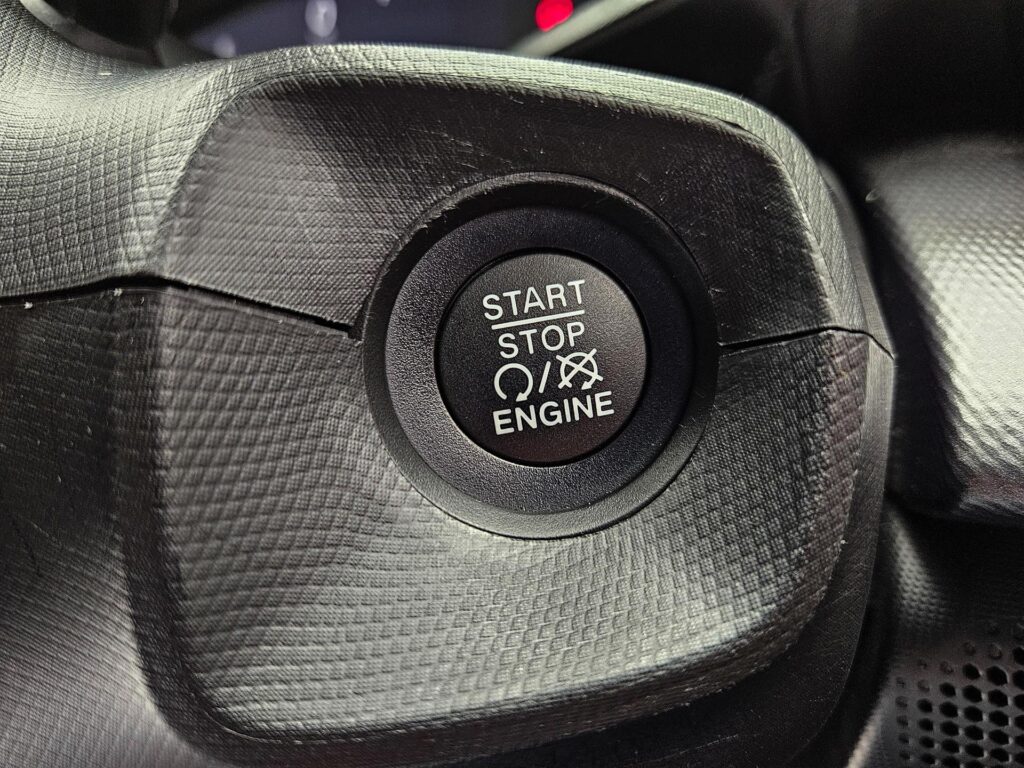 START
STOP
/
ENGINE